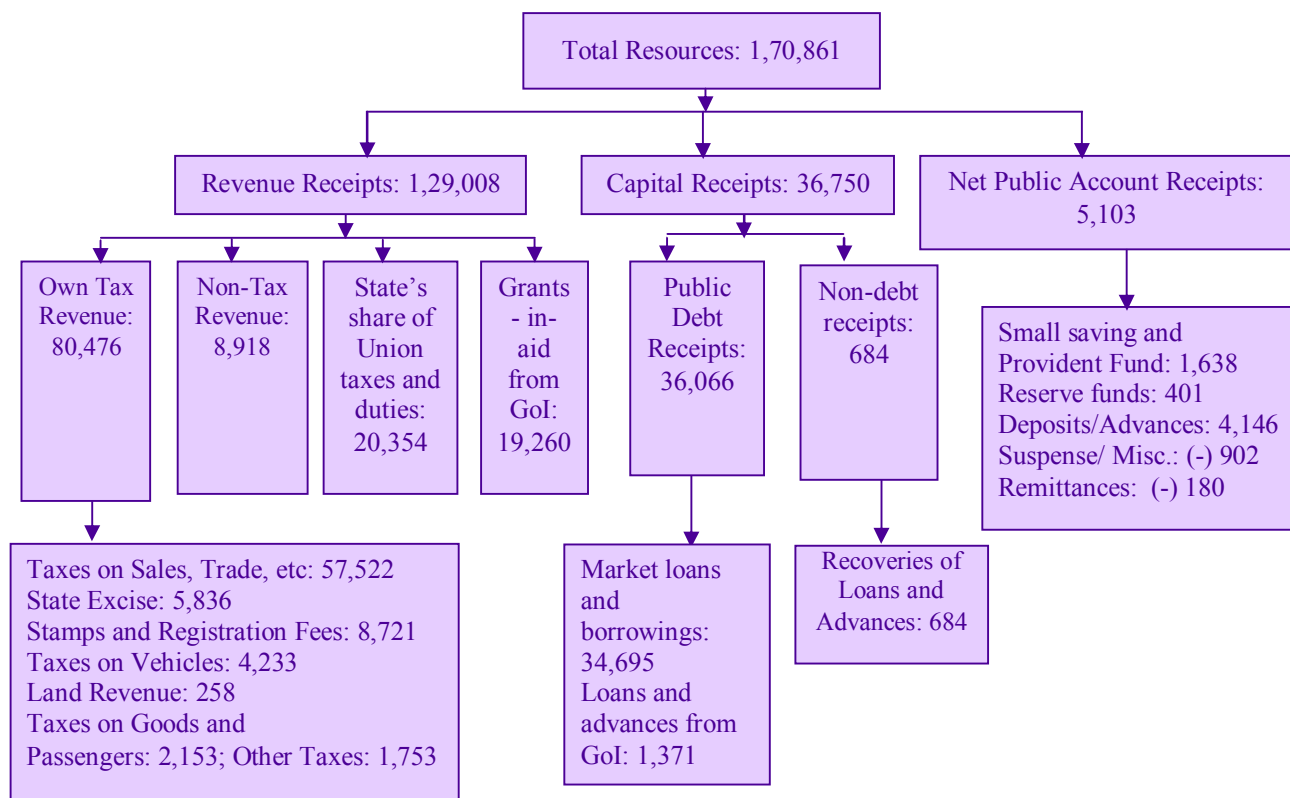 Total Resources: 1,70,861
Revenue Receipts: 1,29,008
Capital Receipts: 36,750
Net Public Account Receipts:
5,103
Own Tax
Revenue:
80,476
Non-Tax
Revenue:
8,918
State’s
share of
Union
taxes and
duties:
20,354
Grants
- in-
aid
from
GoI:
19,260
Public
Debt
Receipts:
36,066
Non-debt
receipts:
684
Small saving and
Provident Fund: 1,638
Reserve funds: 401
Deposits/Advances: 4,146
Suspense/ Misc.: (-) 902
Remittances: (-) 180
Taxes on Sales, Trade, etc: 57,522
State Excise: 5,836
Stamps and Registration Fees: 8,721
Taxes on Vehicles: 4,233
Land Revenue: 258
Taxes on Goods and
Passengers: 2,153; Other Taxes: 1,753
Market loans
and
borrowings:
34,695
Loans and
advances from
GoI: 1,371
Recoveries of
Loans and
Advances: 684